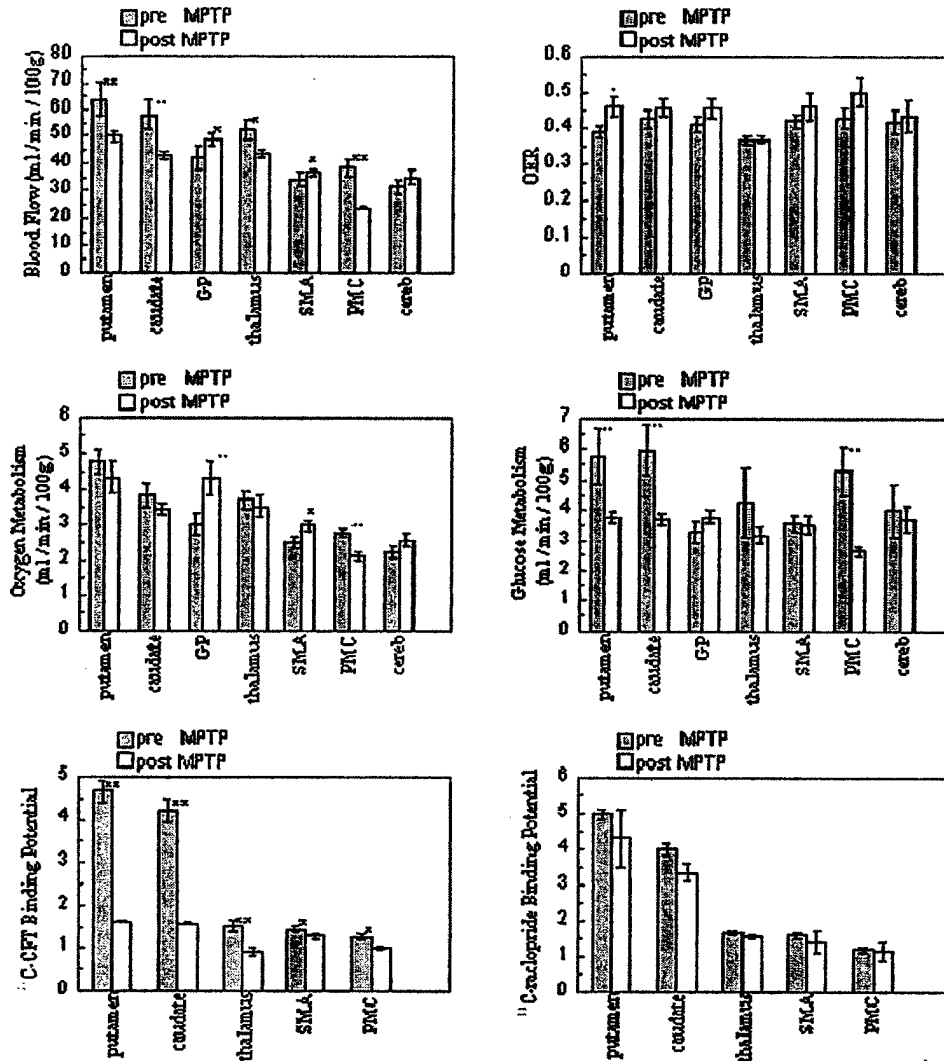 pre MPTP
post MPTP
Blood Flow (ml / min / 100g)
80
70
60
50
40
30
20
10
0
** ** * * * **
putamen
caudate
GP
thalamus
SMA
PMC
cereb
pre MPTP
post MPTP
OER
0.6
0.5
0.4
0.3
0.2
0.1
*
putamen
caudate
GP
thalamus
SMA
PMC
cereb
pre MPTP
post MPTP
Oxygen Metabolism
(ml / min / 100g)
6
5
4
3
2
1
0
** * **
putamen
caudate
GP
thalamus
SMA
PMC
cereb
pre MPTP
post MPTP
Glucose Metabolism
(ml / min / 100g)
7
6
5
4
3
2
1
0
** ** **
putamen
caudate
GP
thalamus
SMA
PMC
cereb
pre MPTP
post MPTP
¹¹C-CFT Binding Potential
5
4
3
2
1
0
** ** ** * *
putamen
caudate
thalamus
SMA
PMC
pre MPTP
post MPTP
¹¹C-raclopride Binding Potential
6
5
4
3
2
1
0
putamen
caudate
thalamus
SMA
PMC